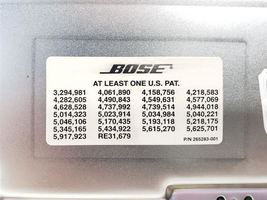 BOSE
AT LEAST ONE U.S. PAT.
3,294,981 4,061,890 4,158,756 4,218,583
4,282,605 4,490,843 4,549,631 4,577,069
4,628,528 4,737,992 4,739,514 4,944,018
5,014,323 5,023,914 5,034,984 5,040,221
5,046,106 5,170,435 5,193,118 5,218,175
5,345,165 5,434,922 5,615,270 5,625,701
5,917,923 RE31,679
P/N 265283-001